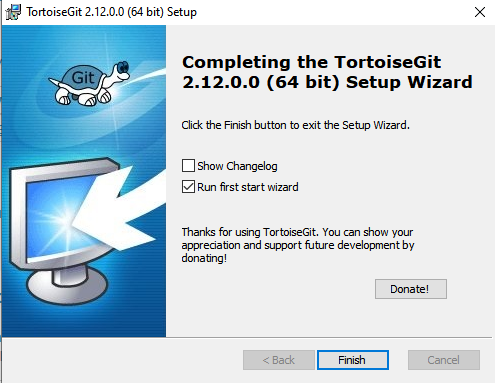 TortoiseGit 2.12.0.0 (64 bit) Setup
Git
Completing the TortoiseGit
2.12.0.0 (64 bit) Setup Wizard
Click the Finish button to exit the Setup Wizard.
Show Changelog
Run first start wizard
Thanks for using TortoiseGit. You can show your
appreciation and support future development by
donating!
Donate!
< Back
Finish
Cancel